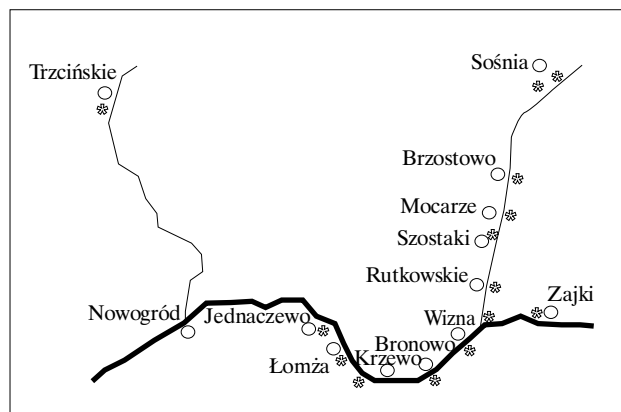 Sośnia
Trzcińskie
Brzostowo
Mocarze
Szostaki
Rutkowskie
Zajki
Nowogród
Jednaczewo
Wizna
Bronowo
Krzewo
Łomża